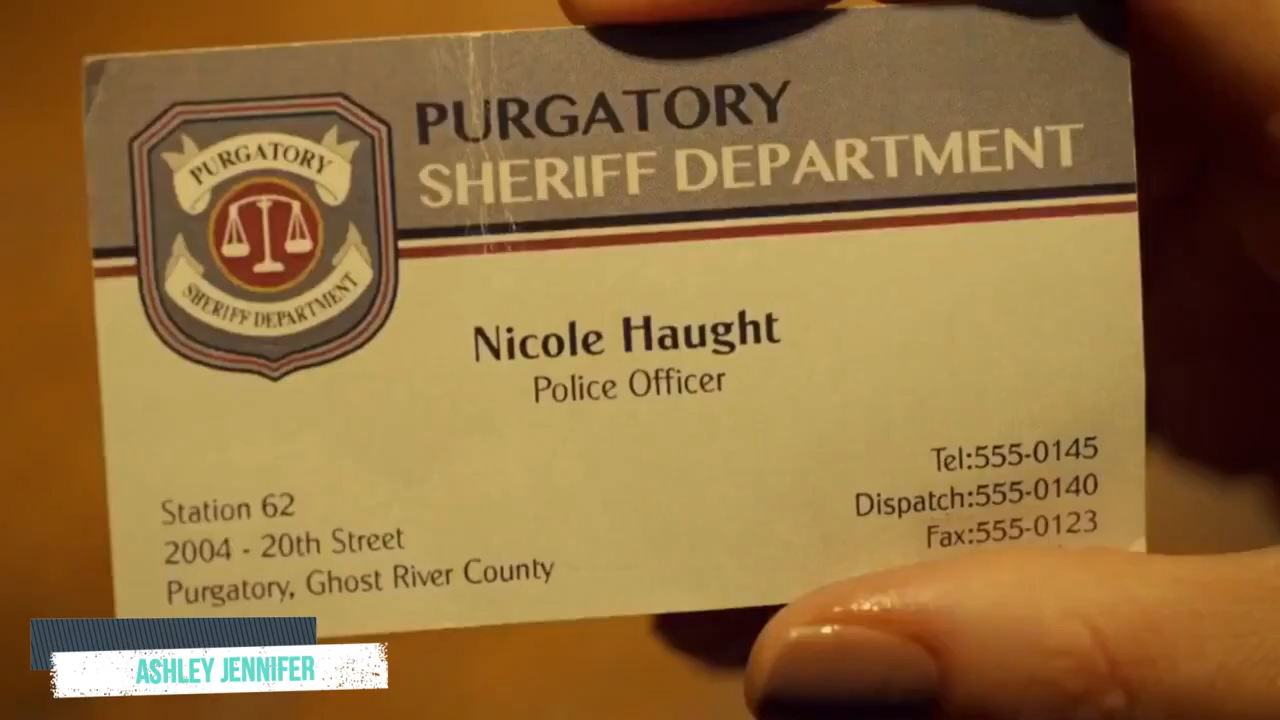 PURGATORY
SHERIFF DEPARTMENT
PURGATORY
SHERIFF DEPARTMENT
Nicole Haught
Police Officer
Station 62
2004 - 20th Street
Purgatory, Ghost River County
Tel:555-0145
Dispatch:555-0140
Fax:555-0123
ASHLEY JENNIFER